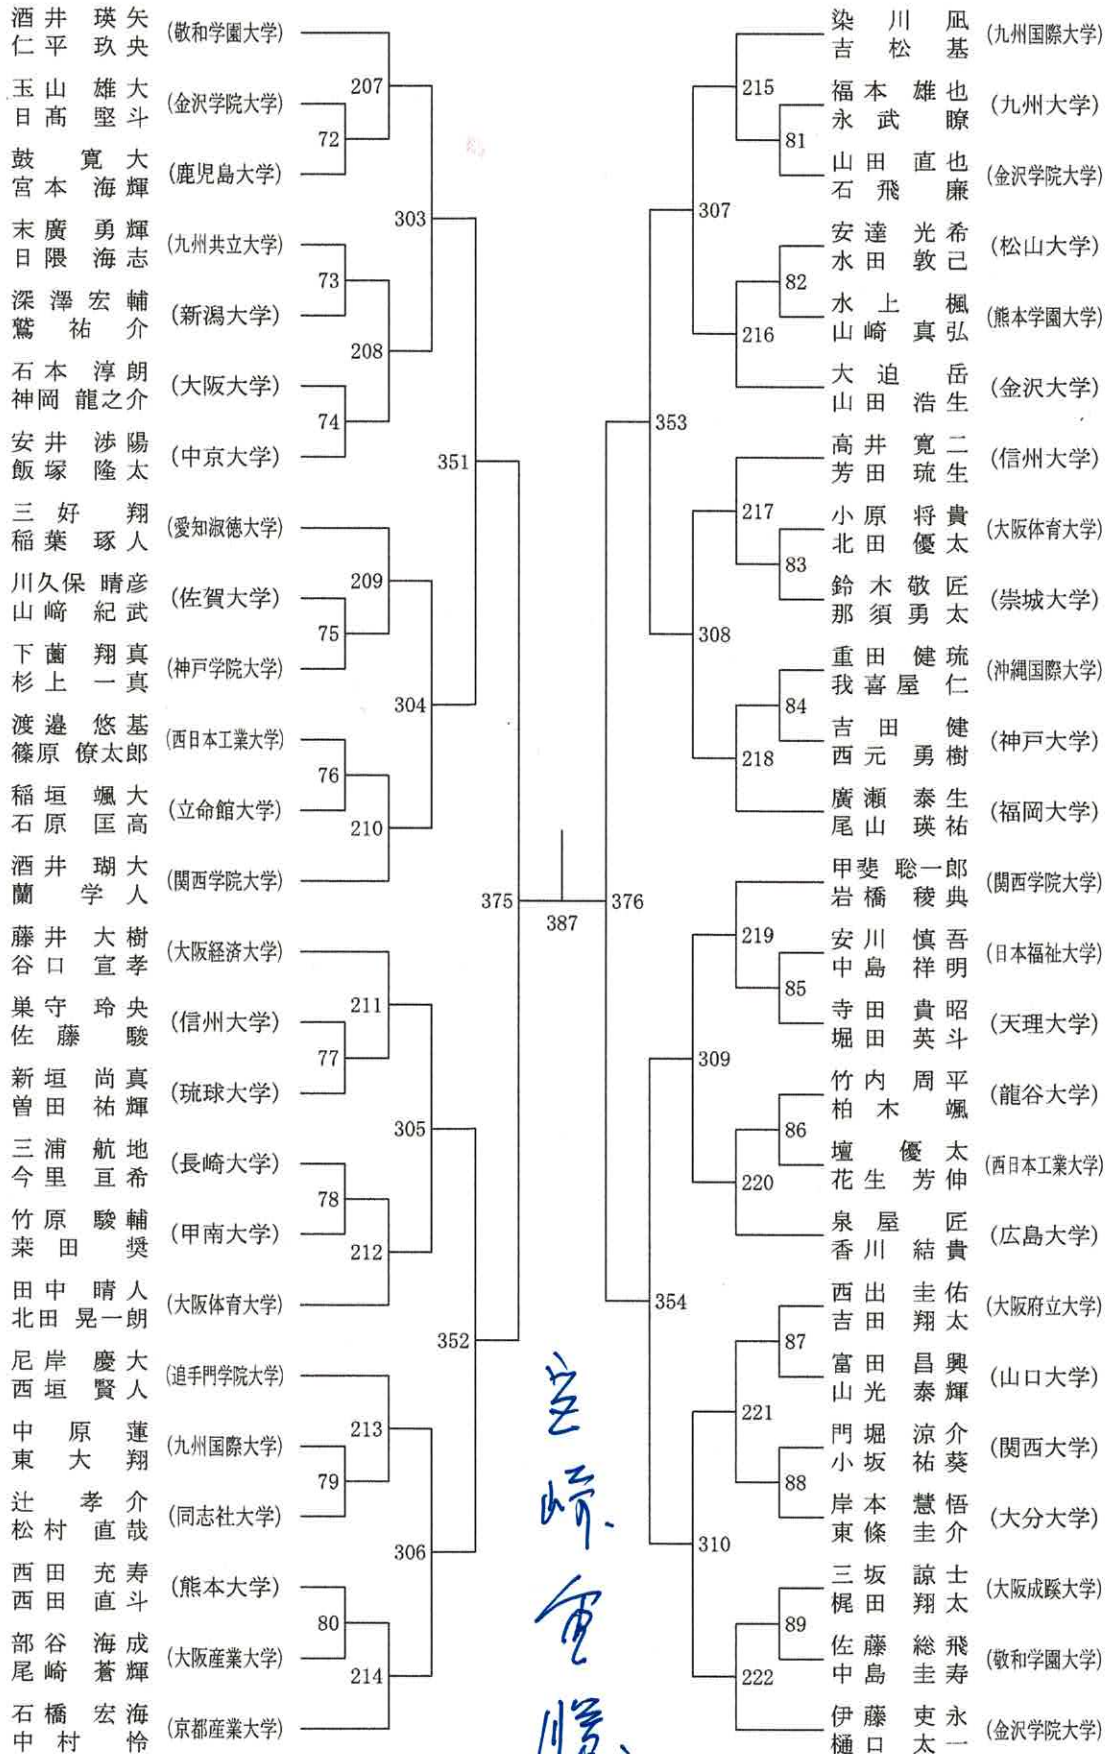 酒井 瑛矢
仁平 玖央
(敬和学園大学)
玉山 雄大
日髙 堅斗
(金沢学院大学)
鼓 寛大
宮本 海輝
(鹿児島大学)
末廣 勇輝
日隈 海志
(九州共立大学)
深澤 宏輔
鷲 祐介
(新潟大学)
石本 淳朗
神岡 龍之介
(大阪大学)
安井 渉陽
飯塚 隆太
(中京大学)
三好 翔
稲葉 琢人
(愛知淑徳大学)
川久保 晴彦
山﨑 紀武
(佐賀大学)
下薗 翔真
杉上 一真
(神戸学院大学)
渡邉 悠基
篠原 僚太郎
(西日本工業大学)
稲垣 颯大
石原 匡高
(立命館大学)
酒井 瑚大
蘭 学人
(関西学院大学)
藤井 大樹
谷口 宣孝
(大阪経済大学)
巣守 玲央
佐藤 駿
(信州大学)
新垣 尚真
曽田 祐輝
(琉球大学)
三浦 航地
今里 亘希
(長崎大学)
竹原 駿輔
桒田 奨
(甲南大学)
田中 晴人
北田 晃一朗
(大阪体育大学)
尼岸 慶大
西垣 賢人
(追手門学院大学)
中原 蓮
東 大翔
(九州国際大学)
辻 孝介
松村 直哉
(同志社大学)
西田 充寿
西田 直斗
(熊本大学)
部谷 海成
尾崎 蒼輝
(大阪産業大学)
石橋 宏海
中村 怜
(京都産業大学)
207
72
303
73
208
74
351
209
75
304
76
210
375
211
77
305
78
212
352
213
79
306
80
214
387
376
215
81
307
82
216
353
217
83
308
84
218
219
85
309
86
220
354
87
221
88
310
89
222
染川 凪
吉松 基
(九州国際大学)
福本 雄也
永武 瞭
(九州大学)
山田 直也
石飛 廉
(金沢学院大学)
安達 光希
水田 敦己
(松山大学)
水上 楓
山崎 真弘
(熊本学園大学)
大迫 岳
山田 浩生
(金沢大学)
高井 寛二
芳田 琉生
(信州大学)
小原 将貴
北田 優太
(大阪体育大学)
鈴木 敬匠
那須 勇太
(崇城大学)
重田 健琉
我喜屋 仁
(沖縄国際大学)
吉田 健
西元 勇樹
(神戸大学)
廣瀬 泰生
尾山 瑛祐
(福岡大学)
甲斐 聡一郎
岩橋 稜典
(関西学院大学)
安川 慎吾
中島 祥明
(日本福祉大学)
寺田 貴昭
堀田 英斗
(天理大学)
竹内 周平
柏木 颯
(龍谷大学)
壇 優太
花生 芳伸
(西日本工業大学)
泉屋 匠
香川 結貴
(広島大学)
西出 圭佑
吉田 翔太
(大阪府立大学)
富田 昌興
山光 泰輝
(山口大学)
門堀 涼介
小坂 祐葵
(関西大学)
岸本 慧悟
東條 圭介
(大分大学)
三坂 諒士
梶田 翔太
(大阪成蹊大学)
佐藤 総飛
中島 圭寿
(敬和学園大学)
伊藤 吏永
樋口 太一
(金沢学院大学)